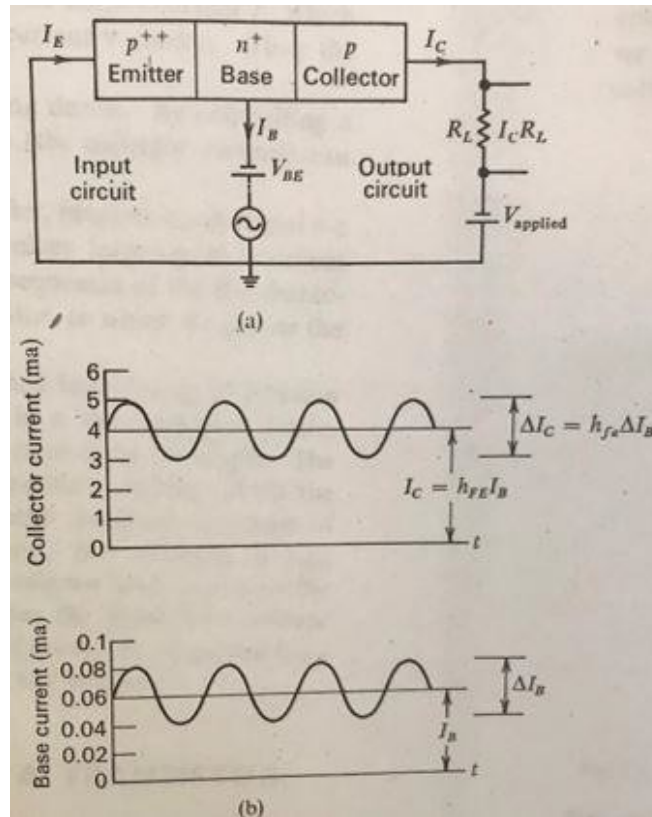 I_E p++ n+ p I_C
Emitter Base Collector
I_B
R_L I_C R_L
Input circuit
V_BE
Output circuit
V_applied
(a)
Collector current (ma)
6
5
4
3
2
1
0
ΔI_C = h_fe ΔI_B
I_C = h_FE I_B
t
Base current (ma)
0.1
0.08
0.06
0.04
0.02
0
ΔI_B
I_B
t
(b)